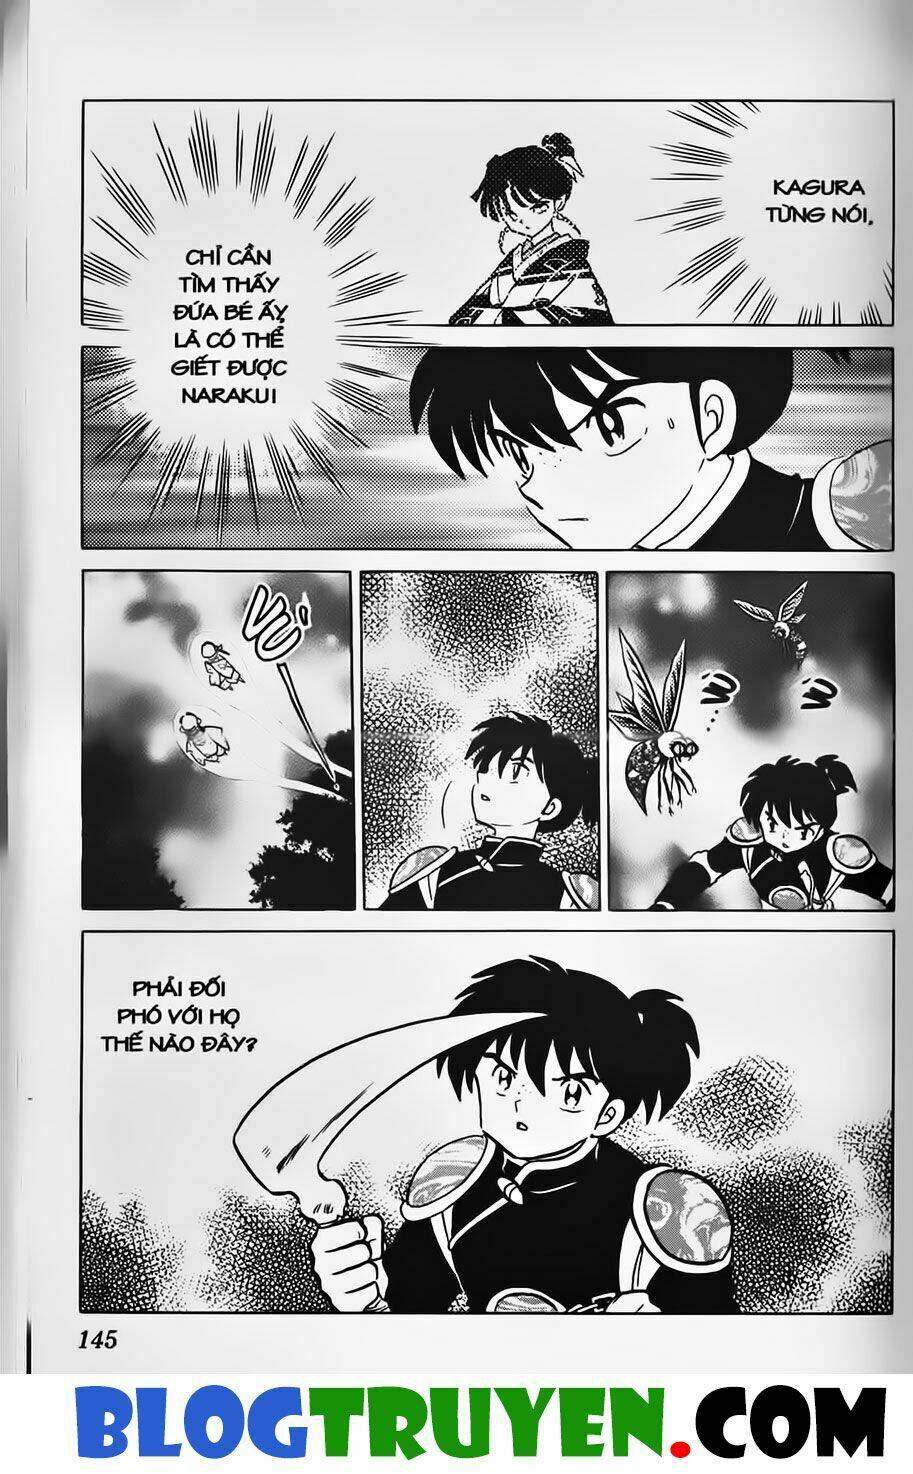 KAGURA
TỪNG NÓI,
CHỈ CẦN
TÌM THẤY
ĐỨA BÉ ẤY
LÀ CÓ THỂ
GIẾT ĐƯỢC
NARAKU!
VÙ
VÙ
VÙ
PHẢI ĐỐI
PHÓ VỚI HỌ
THẾ NÀO ĐÂY?
145
BLOGTRUYEN.COM